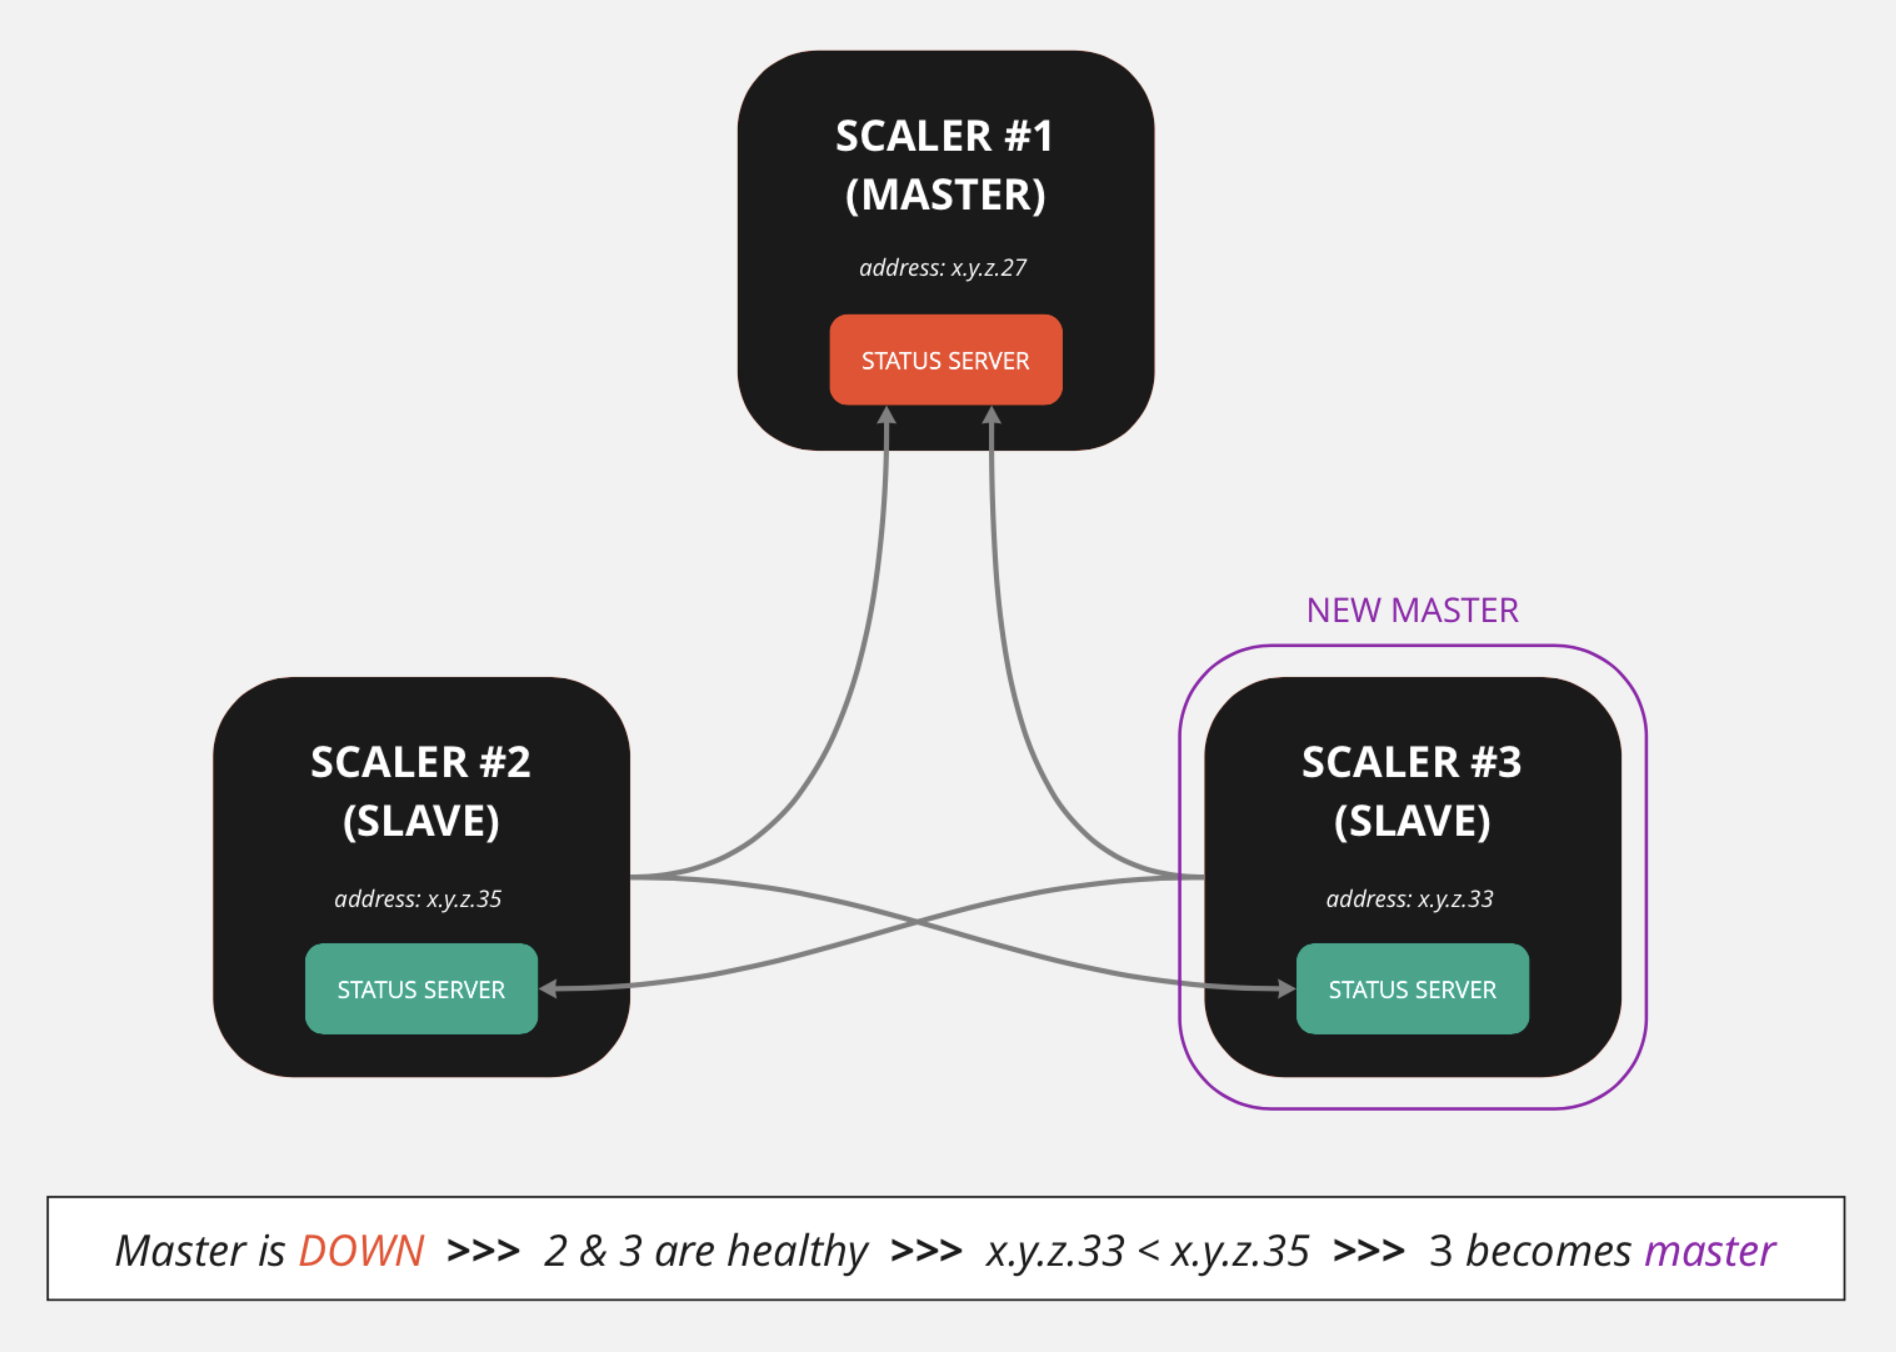 SCALER #1
(MASTER)
address: x.y.z.27
STATUS SERVER
NEW MASTER
SCALER #2
(SLAVE)
address: x.y.z.35
STATUS SERVER
SCALER #3
(SLAVE)
address: x.y.z.33
STATUS SERVER
Master is DOWN >>> 2 & 3 are healthy >>> x.y.z.33 < x.y.z.35 >>> 3 becomes master